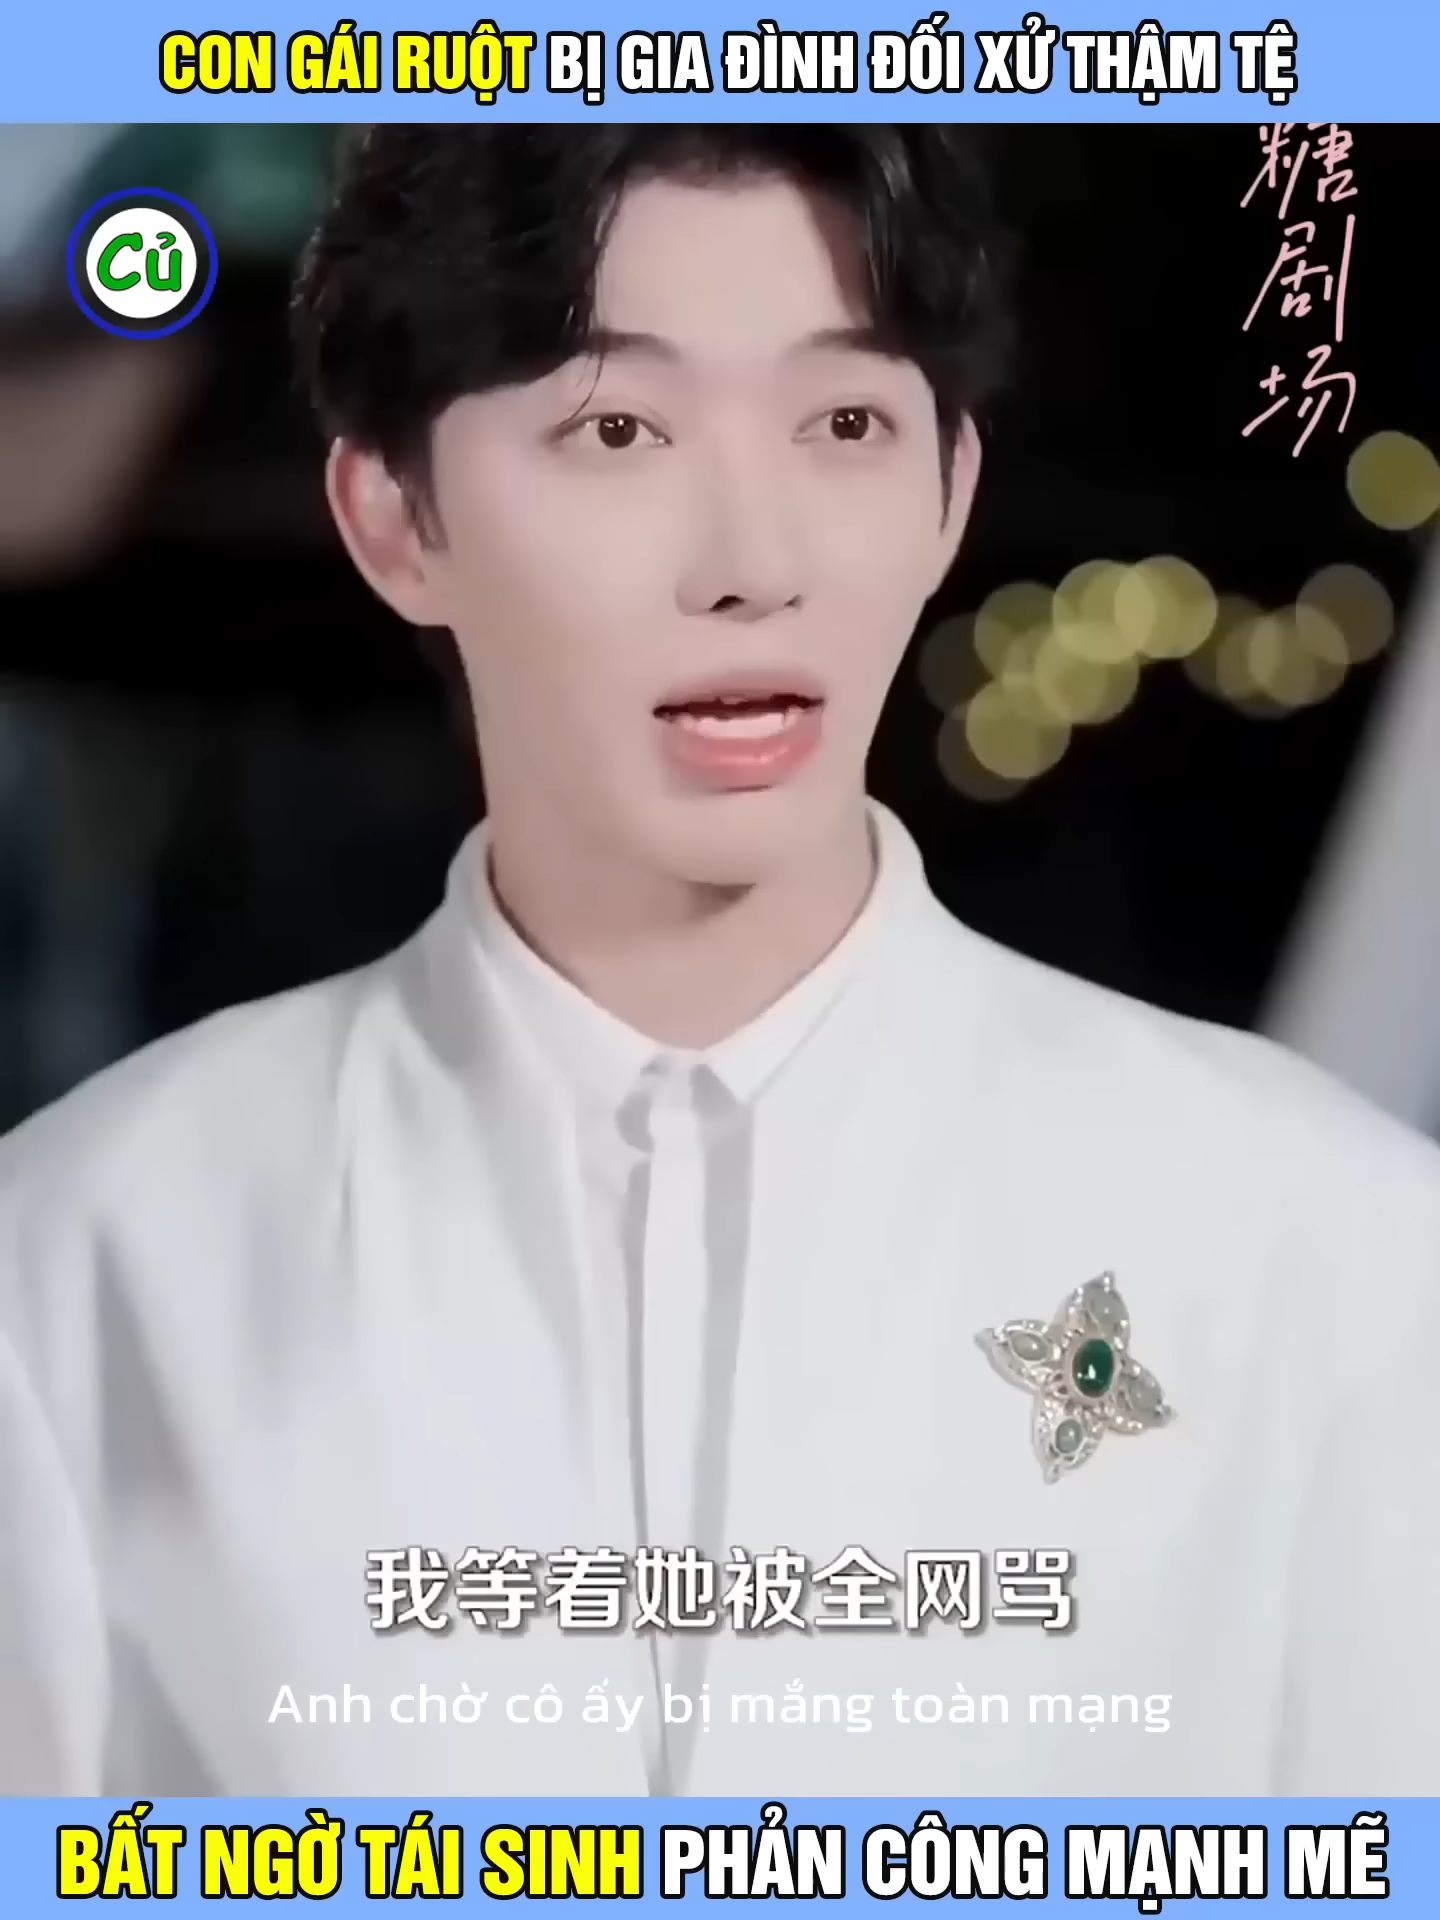 CON GÁI RUỘT BỊ GIA ĐÌNH ĐỐI XỬ THẬM TỆ
Củ
糖剧场
我等着她被全网骂
Anh chờ cô ấy bị mắng toàn mạng
BẤT NGỜ TÁI SINH PHẢN CÔNG MẠNH MẼ